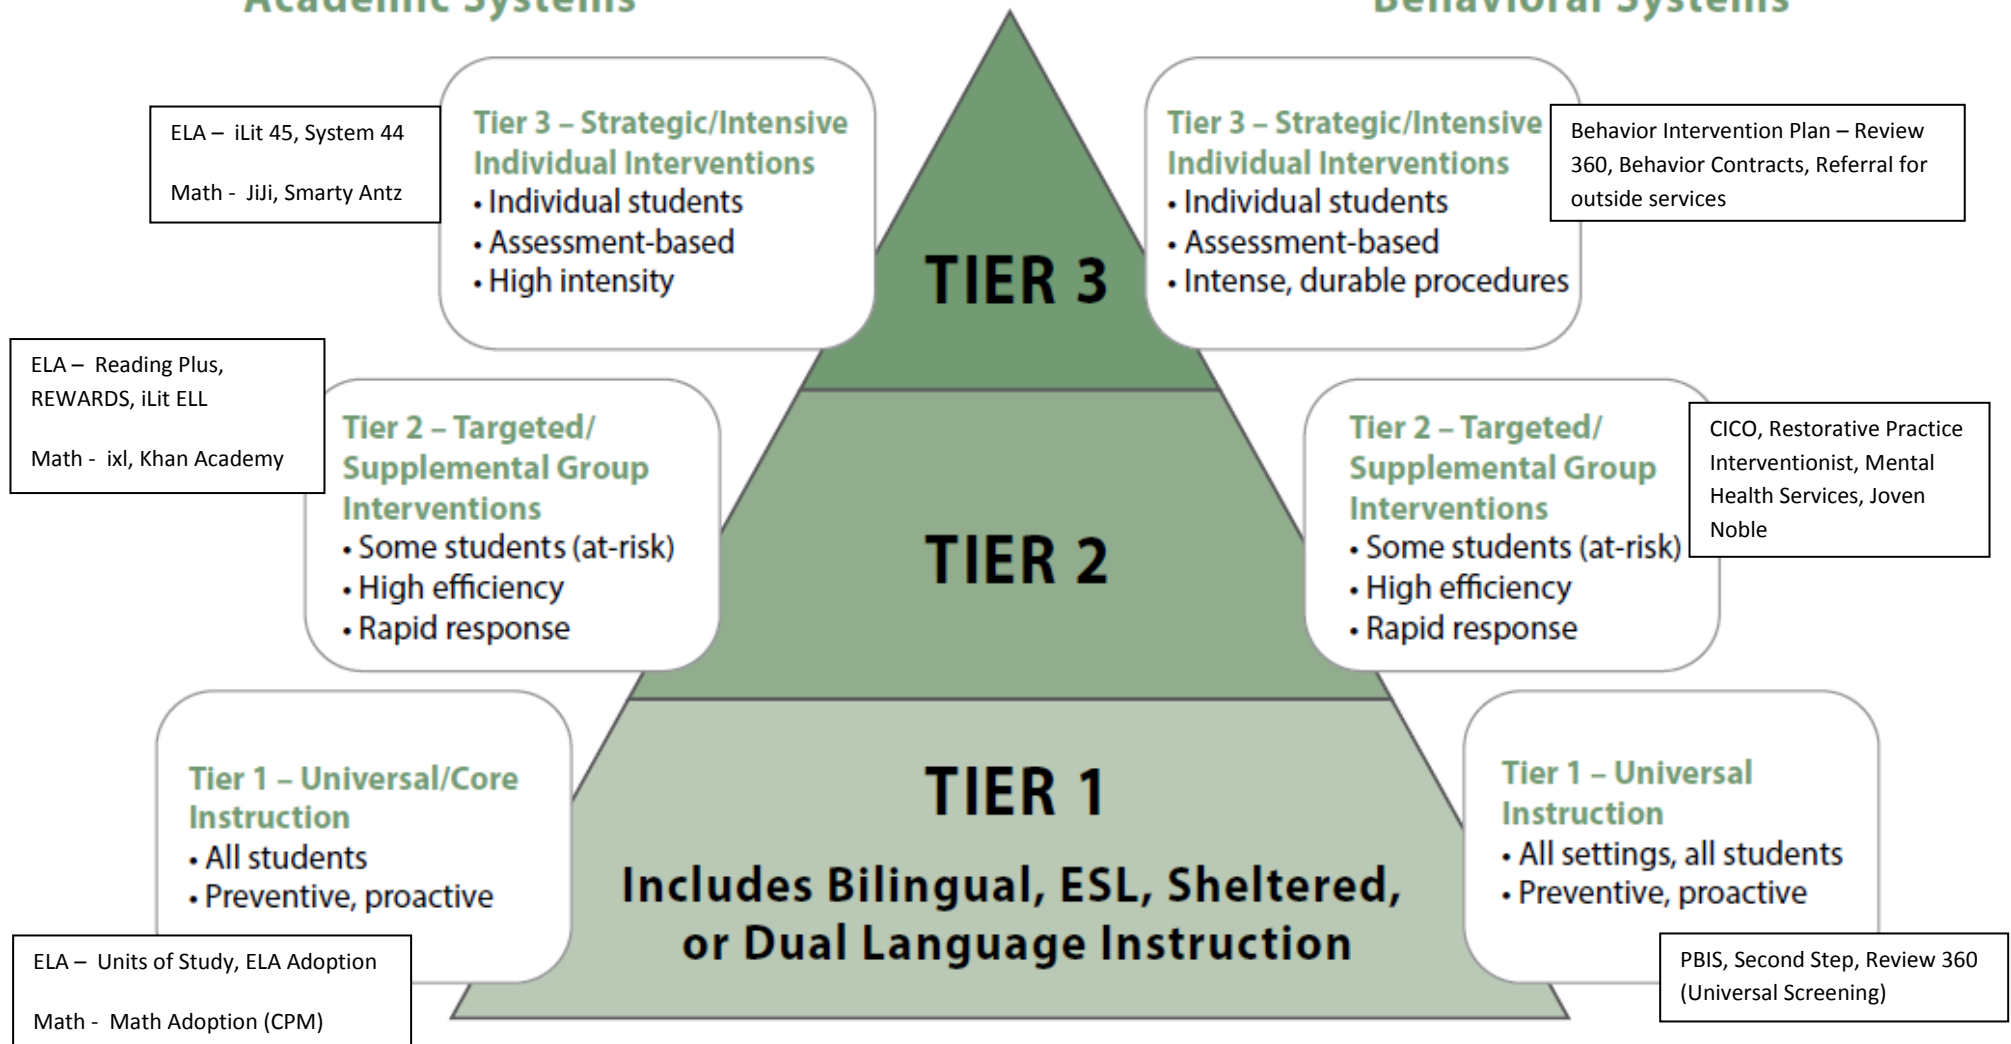 Academic Systems
Behavioral Systems
ELA – iLit 45, System 44
Math - JiJi, Smarty Antz
Tier 3 – Strategic/Intensive
Individual Interventions
• Individual students
• Assessment-based
• High intensity
TIER 3
Tier 3 – Strategic/Intensive
Individual Interventions
• Individual students
• Assessment-based
• Intense, durable procedures
Behavior Intervention Plan – Review
360, Behavior Contracts, Referral for
outside services
ELA – Reading Plus,
REWARDS, iLit ELL
Math - ixl, Khan Academy
Tier 2 – Targeted/
Supplemental Group
Interventions
• Some students (at-risk)
• High efficiency
• Rapid response
TIER 2
Tier 2 – Targeted/
Supplemental Group
Interventions
• Some students (at-risk)
• High efficiency
• Rapid response
CICO, Restorative Practice
Interventionist, Mental
Health Services, Joven
Noble
Tier 1 – Universal/Core
Instruction
• All students
• Preventive, proactive
ELA – Units of Study, ELA Adoption
Math - Math Adoption (CPM)
TIER 1
Includes Bilingual, ESL, Sheltered,
or Dual Language Instruction
Tier 1 – Universal
Instruction
• All settings, all students
• Preventive, proactive
PBIS, Second Step, Review 360
(Universal Screening)